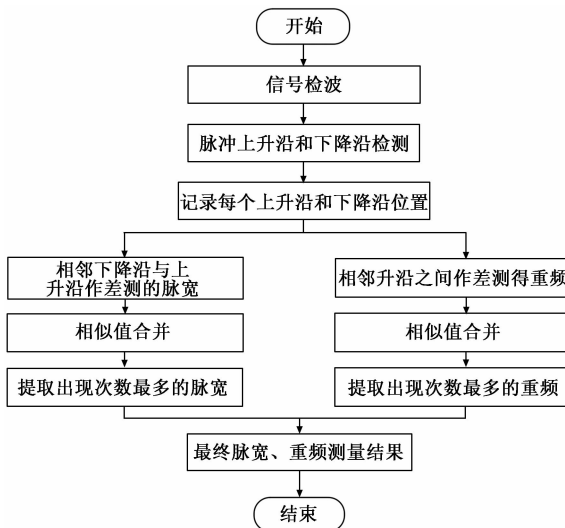 开始
信号检波
脉冲上升沿和下降沿检测
记录每个上升沿和下降沿位置
相邻下降沿与上
升沿作差测的脉宽
相似值合并
提取出现次数最多的脉宽
相邻升沿之间作差测得重频
相似值合并
提取出现次数最多的重频
最终脉宽、重频测量结果
结束